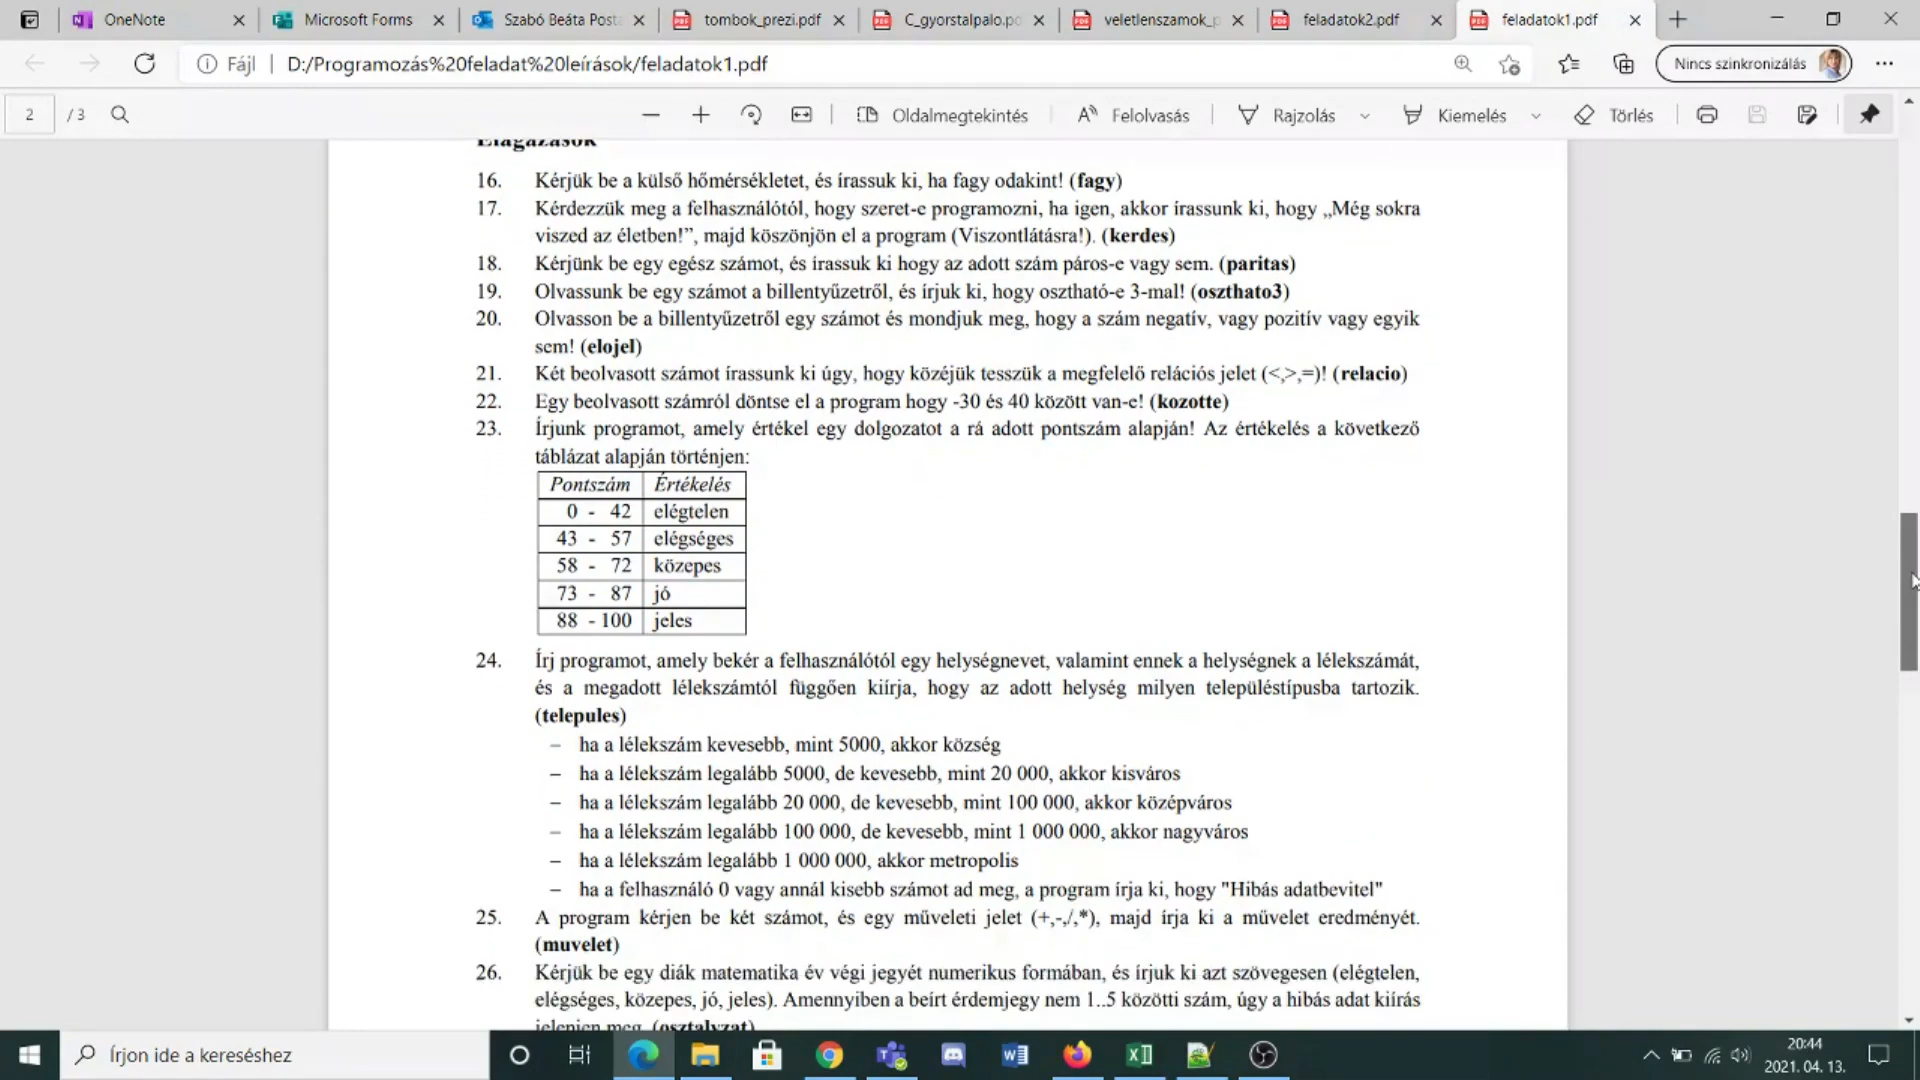 OneNote
Microsoft Forms
Szabó Beáta Posta
tombok_prezi.pdf
C_gyorstalpalo.po
veletlenszamok_p
feladatok2.pdf
feladatok1.pdf
Fájl
D:/Programozás%20feladat%20leírások/feladatok1.pdf
Nincs szinkronizálás
2 / 3
Oldalmegtekintés
Felolvasás
Rajzolás
Kiemelés
Törlés
Elágazások
16. Kérjük be a külső hőmérsékletet, és írassuk ki, ha fagy odakint! (fagy)
17. Kérdezzük meg a felhasználótól, hogy szeret-e programozni, ha igen, akkor írassunk ki, hogy „Még sokra
viszed az életben!”, majd köszönjön el a program (Viszontlátásra!). (kerdes)
18. Kérjünk be egy egész számot, és írassuk ki hogy az adott szám páros-e vagy sem. (paritas)
19. Olvassunk be egy számot a billentyűzetről, és írjuk ki, hogy osztható-e 3-mal! (oszthato3)
20. Olvasson be a billentyűzetről egy számot és mondjuk meg, hogy a szám negatív, vagy pozitív vagy egyik
sem! (elojel)
21. Két beolvasott számot írassunk ki úgy, hogy közéjük tesszük a megfelelő relációs jelet (<,>,=)! (relacio)
22. Egy beolvasott számról döntse el a program hogy -30 és 40 között van-e! (kozotte)
23. Írjunk programot, amely értékel egy dolgozatot a rá adott pontszám alapján! Az értékelés a következő
táblázat alapján történjen:
Pontszám Értékelés
0 - 42 elégtelen
43 - 57 elégséges
58 - 72 közepes
73 - 87 jó
88 - 100 jeles
24. Írj programot, amely bekér a felhasználótól egy helységnevet, valamint ennek a helységnek a lélekszámát,
és a megadott lélekszámtól függően kiírja, hogy az adott helység milyen településtípusba tartozik.
(telepules)
– ha a lélekszám kevesebb, mint 5000, akkor község
– ha a lélekszám legalább 5000, de kevesebb, mint 20 000, akkor kisváros
– ha a lélekszám legalább 20 000, de kevesebb, mint 100 000, akkor középváros
– ha a lélekszám legalább 100 000, de kevesebb, mint 1 000 000, akkor nagyváros
– ha a lélekszám legalább 1 000 000, akkor metropolis
– ha a felhasználó 0 vagy annál kisebb számot ad meg, a program írja ki, hogy "Hibás adatbevitel"
25. A program kérjen be két számot, és egy műveleti jelet (+,-,/,*), majd írja ki a művelet eredményét.
(muvelet)
26. Kérjük be egy diák matematika év végi jegyét numerikus formában, és írjuk ki azt szövegesen (elégtelen,
elégséges, közepes, jó, jeles). Amennyiben a beírt érdemjegy nem 1..5 közötti szám, úgy a hibás adat kiírás
jelenjen meg. (osztalyzat)
Írjon ide a kereséshez
20:44
2021. 04. 13.